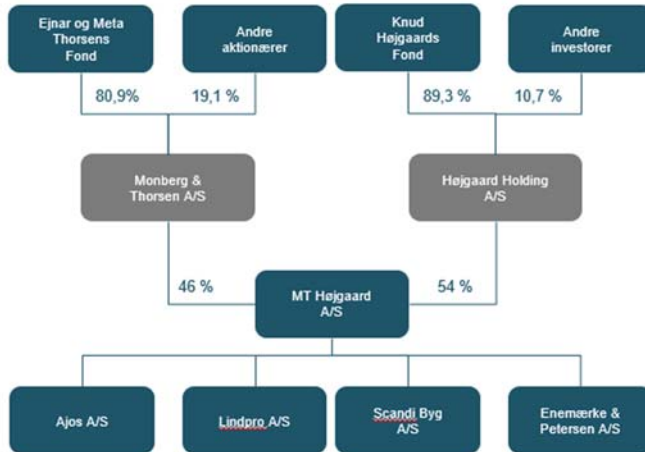 Ejnar og Meta
Thorsens
Fond
Andre
aktionærer
Knud
Højgaards
Fond
Andre
investorer
80,9%
19,1 %
89,3 %
10,7 %
Monberg &
Thorsen A/S
Højgaard Holding
A/S
46 %
54 %
MT Højgaard
A/S
Ajos A/S
Lindpro A/S
Scandi Byg
A/S
Enemærke &
Petersen A/S